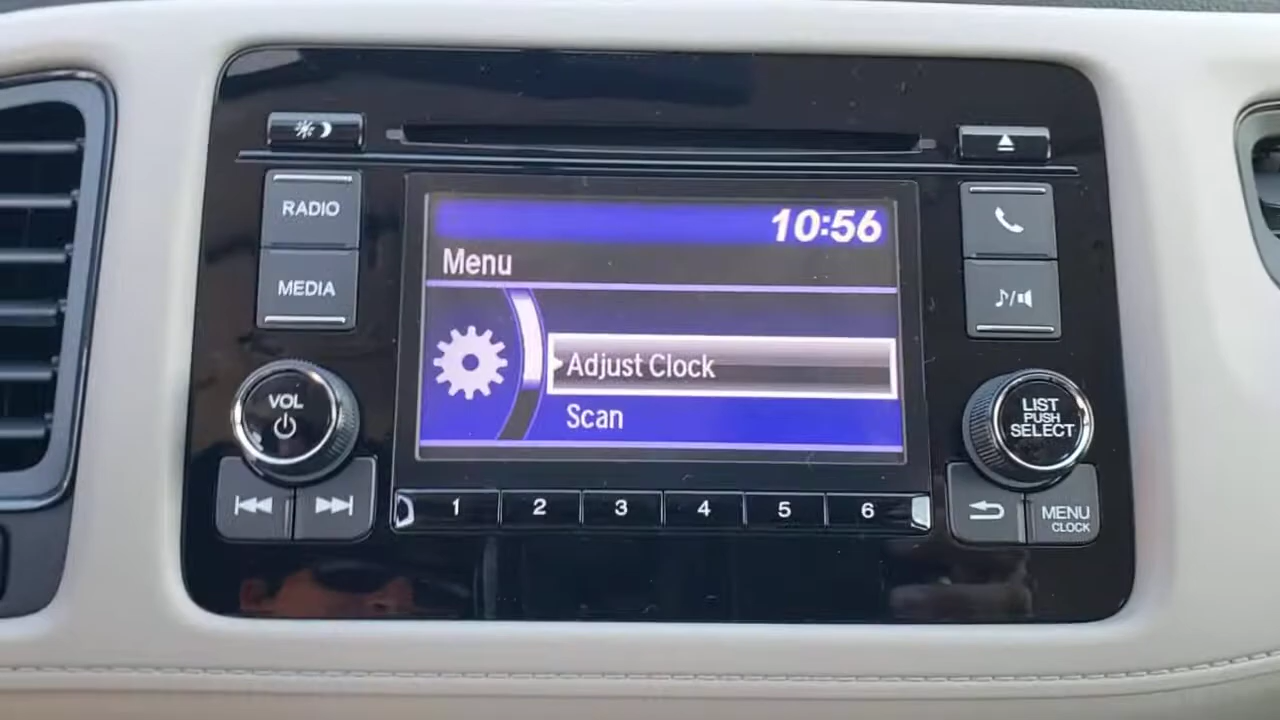 RADIO
MEDIA
VOL
10:56
Menu
Adjust Clock
Scan
LIST
PUSH
SELECT
1 2 3 4 5 6
MENU
CLOCK